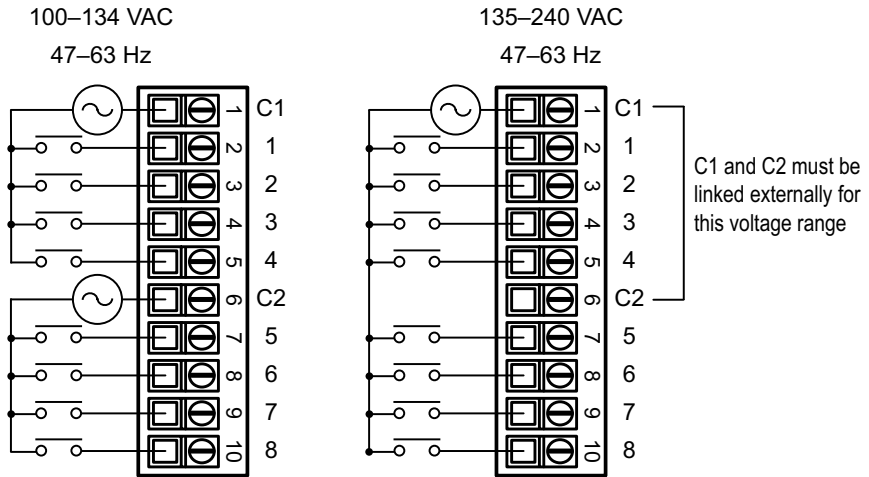 100–134 VAC
47–63 Hz
1 C1
2 1
3 2
4 3
5 4
6 C2
7 5
8 6
9 7
10 8
135–240 VAC
47–63 Hz
1 C1
2 1
3 2
4 3
5 4
6 C2
7 5
8 6
9 7
10 8
C1 and C2 must be
linked externally for
this voltage range